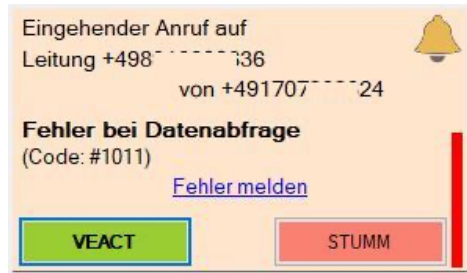 Eingehender Anruf auf
Leitung
von
Fehler bei Datenabfrage
(Code: #1011)
Fehler melden
VEACT
STUMM